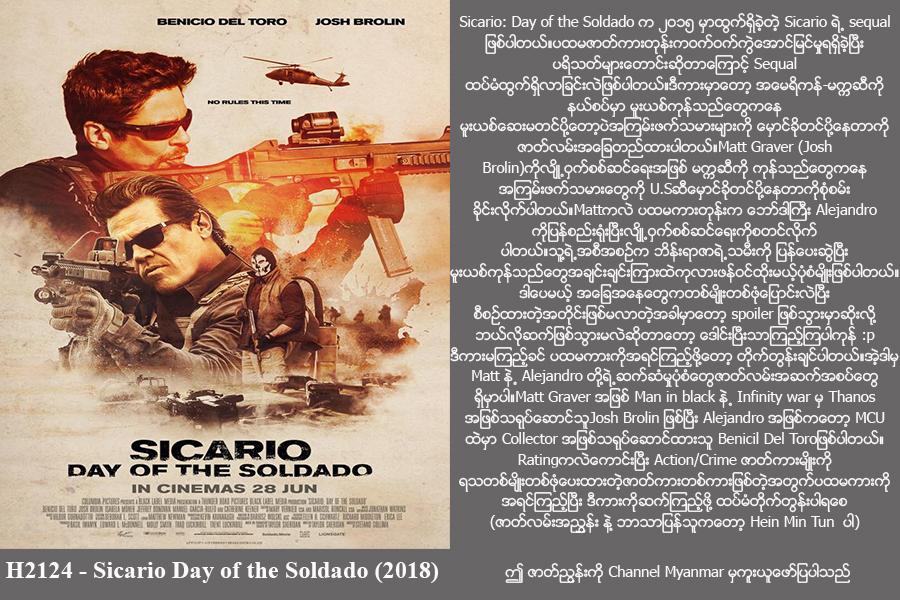 BENICIO DEL TORO JOSH BROLIN
NO RULES THIS TIME
SICARIO
DAY OF THE SOLDADO
IN CINEMAS 28 JUN
H2124 - Sicario Day of the Soldado (2018)
Sicario: Day of the Soldado က ၂၀၁၅ မှာထွက်ရှိခဲ့တဲ့ Sicario ရဲ့ sequal
ဖြစ်ပါတယ်။ပထမဇာတ်ကားတုန်းကဝက်ဝက်ကွဲအောင်မြင်မှုရရှိခဲ့ပြီး
ပရိသတ်များတောင်းဆိုတာကြောင့် Sequal
ထပ်မံထွက်ရှိလာခြင်းလဲဖြစ်ပါတယ်။ဒီကားမှာတော့ အမေရိကန်-မက္ကဆီကို
နယ်စပ်မှာ မူးယစ်ကုန်သည်တွေကနေ
မူးယစ်ဆေးမတင်ပို့တော့ပဲအကြမ်းဖက်သမားများကို မှောင်ခိုတင်ပို့နေတာကို
ဇာတ်လမ်းအခြေတည်ထားပါတယ်။Matt Graver (Josh
Brolin)ကိုလျို့ဝှက်စစ်ဆင်ရေးအဖြစ် မက္ကဆီကို ကုန်သည်တွေကနေ
အကြမ်းဖက်သမားတွေကို U.Sဆီမှောင်ခိုတင်ပို့နေတာကိုစုံစမ်း
ခိုင်းလိုက်ပါတယ်။Mattကလဲ ပထမကားတုန်းက ဘော်ဒါကြီး Alejandro
ကိုပြန်စည်းရုံးပြီးလျို့ဝှက်စစ်ဆင်ရေးကိုစတင်လိုက်
ပါတယ်။သူ့ရဲ့အစီအစဉ်က ဘိန်းရာဇာရဲ့သမီးကို ပြန်ပေးဆွဲပြီး
မူးယစ်ကုန်သည်တွေအချင်းချင်းကြားထဲကုလားဖန်ဝင်ထိုးမယ့်ပုံစံမျိုးဖြစ်ပါတယ်။
ဒါပေမယ့် အခြေအနေတွေကတစ်မျိုးတစ်ဖုံပြောင်းလဲပြီး
စီစဉ်ထားတဲ့အတိုင်းဖြစ်မလာတဲ့အခါမှာတော့ spoiler ဖြစ်သွားမှာဆိုးလို့
ဘယ်လိုဆက်ဖြစ်သွားမလဲဆိုတာတော့ ဒေါင်းပြီးသာကြည့်ကြပါကုန် :p
ဒီကားမကြည့်ခင် ပထမကားကိုအရင်ကြည့်ဖို့တော့ တိုက်တွန်းချင်ပါတယ်။အဲ့ဒါမှ
Matt နဲ့ Alejandro တို့ရဲ့ဆက်ဆံမှုပုံစံတွေဇာတ်လမ်းအဆက်အစပ်တွေ
ရှိမှာပါ။Matt Graver အဖြစ် Man in black နဲ့ Infinity war မှ Thanos
အဖြစ်သရုပ်ဆောင်သူJosh Brolin ဖြစ်ပြီး Alejandro အဖြစ်ကတော့ MCU
ထဲမှာ Collector အဖြစ်သရုပ်ဆောင်ထားသူ Benicil Del Toroဖြစ်ပါတယ်။
Ratingကလဲကောင်းပြီး Action/Crime ဇာတ်ကားမျိုးကို
ရသတစ်မျိုးတစ်ဖုံပေးထားတဲ့ဇာတ်ကားတစ်ကားဖြစ်တဲ့အတွက်ပထမကားကို
အရင်ကြည့်ပြီး ဒီကားကိုဆက်ကြည့်ဖို့ ထပ်မံတိုက်တွန်းပါရစေ
(ဇာတ်လမ်းအညွှန်း နဲ့ ဘာသာပြန်သူကတော့ Hein Min Tun ပါ)
ဤ ဇာတ်ညွှန်းကို Channel Myanmar မှကူးယူဖော်ပြပါသည်